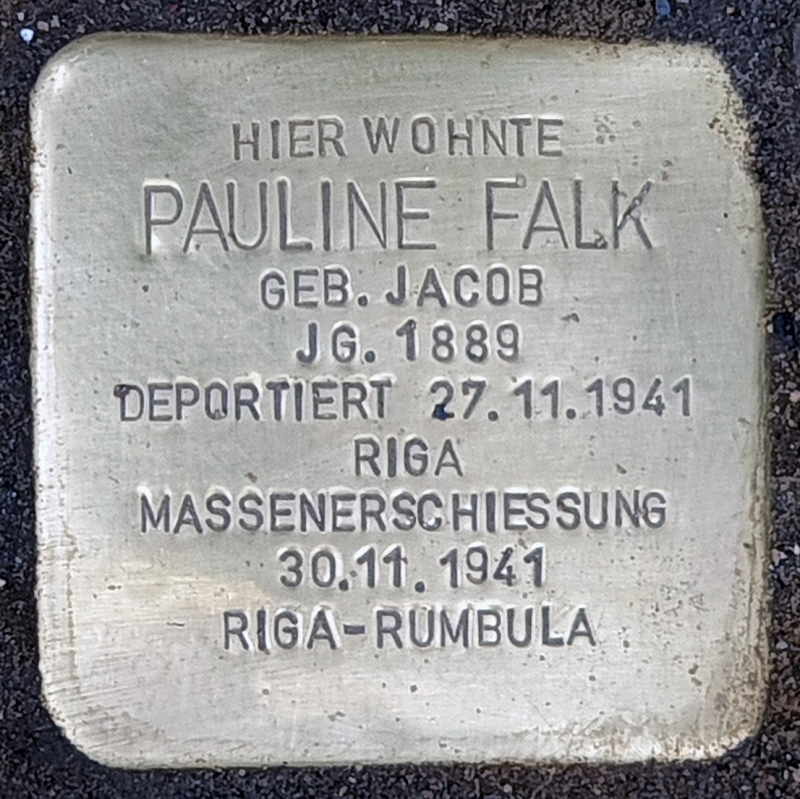 HIER WOHNTE
PAULINE FALK
GEB. JACOB
JG. 1889
DEPORTIERT 27.11.1941
RIGA
MASSENERSCHIESSUNG
30.11.1941
RIGA-RUMBULA